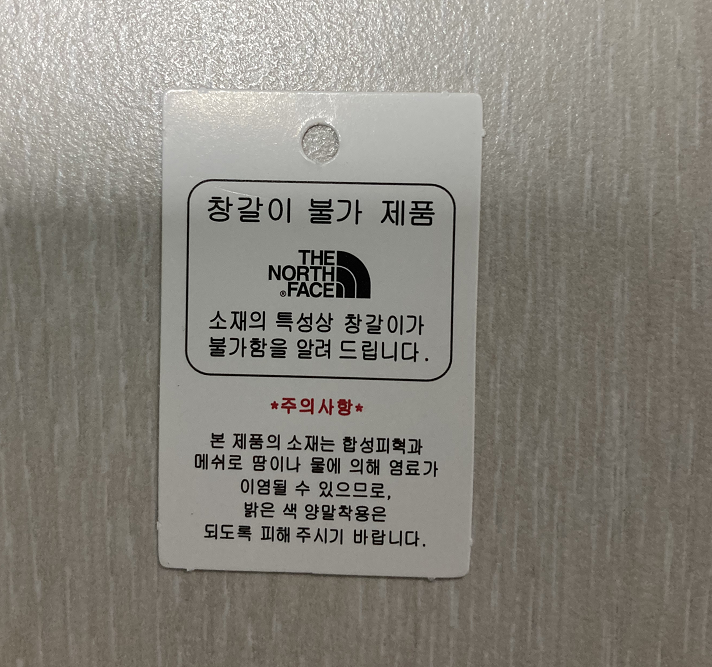 창갈이 불가 제품
THE
NORTH
®FACE
소재의 특성상 창갈이가
불가함을 알려 드립니다.
*주의사항*
본 제품의 소재는 합성피혁과
메쉬로 땀이나 물에 의해 염료가
이염될 수 있으므로,
밝은 색 양말착용은
되도록 피해 주시기 바랍니다.